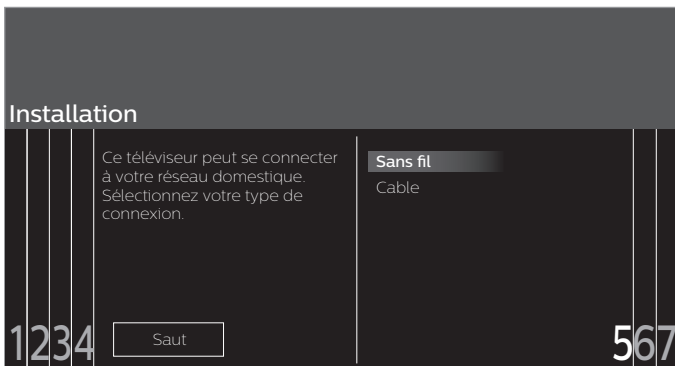 Installation
Ce téléviseur peut se connecter
à votre réseau domestique.
Sélectionnez votre type de
connexion.
Sans fil
Cable
1234
Saut
567